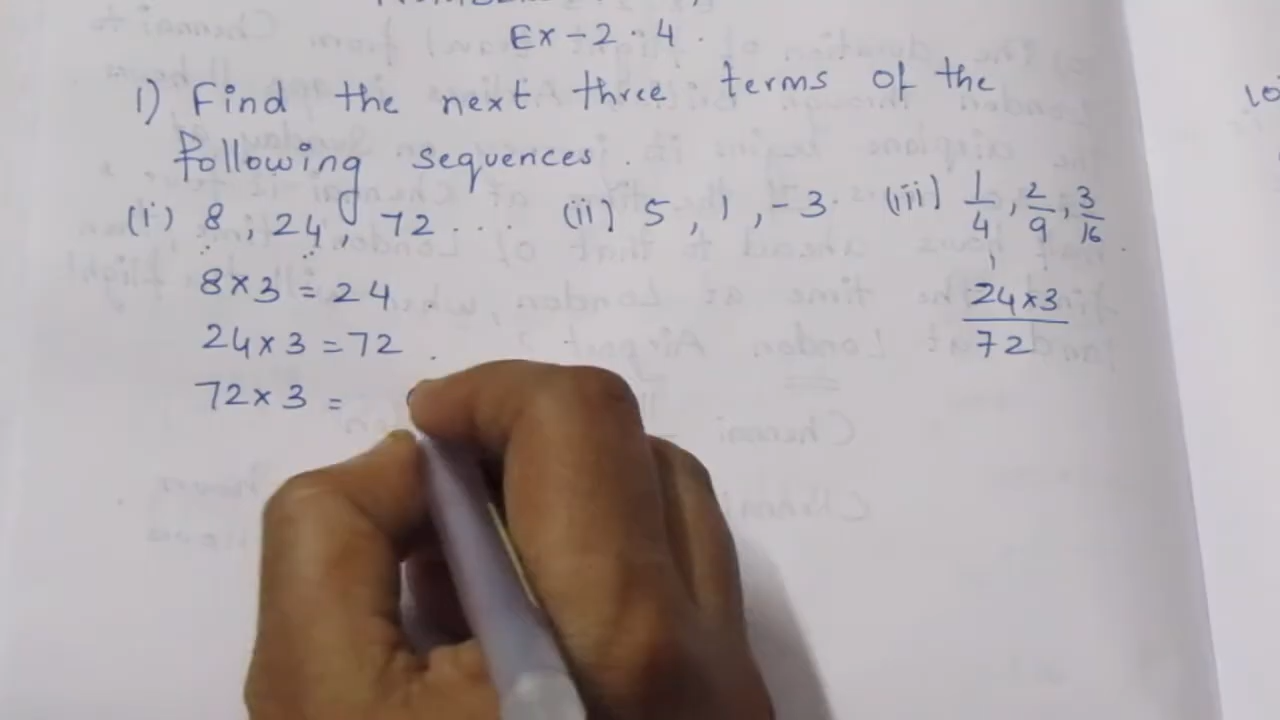 Ex-2.4.
1) Find the next three terms of the
following sequences.
(i) 8, 24, 72.... (ii) 5, 1, -3. (iii) 1/4, 2/9, 3/16.
8×3=24.
24×3=72.
72×3=
24×3
72
10